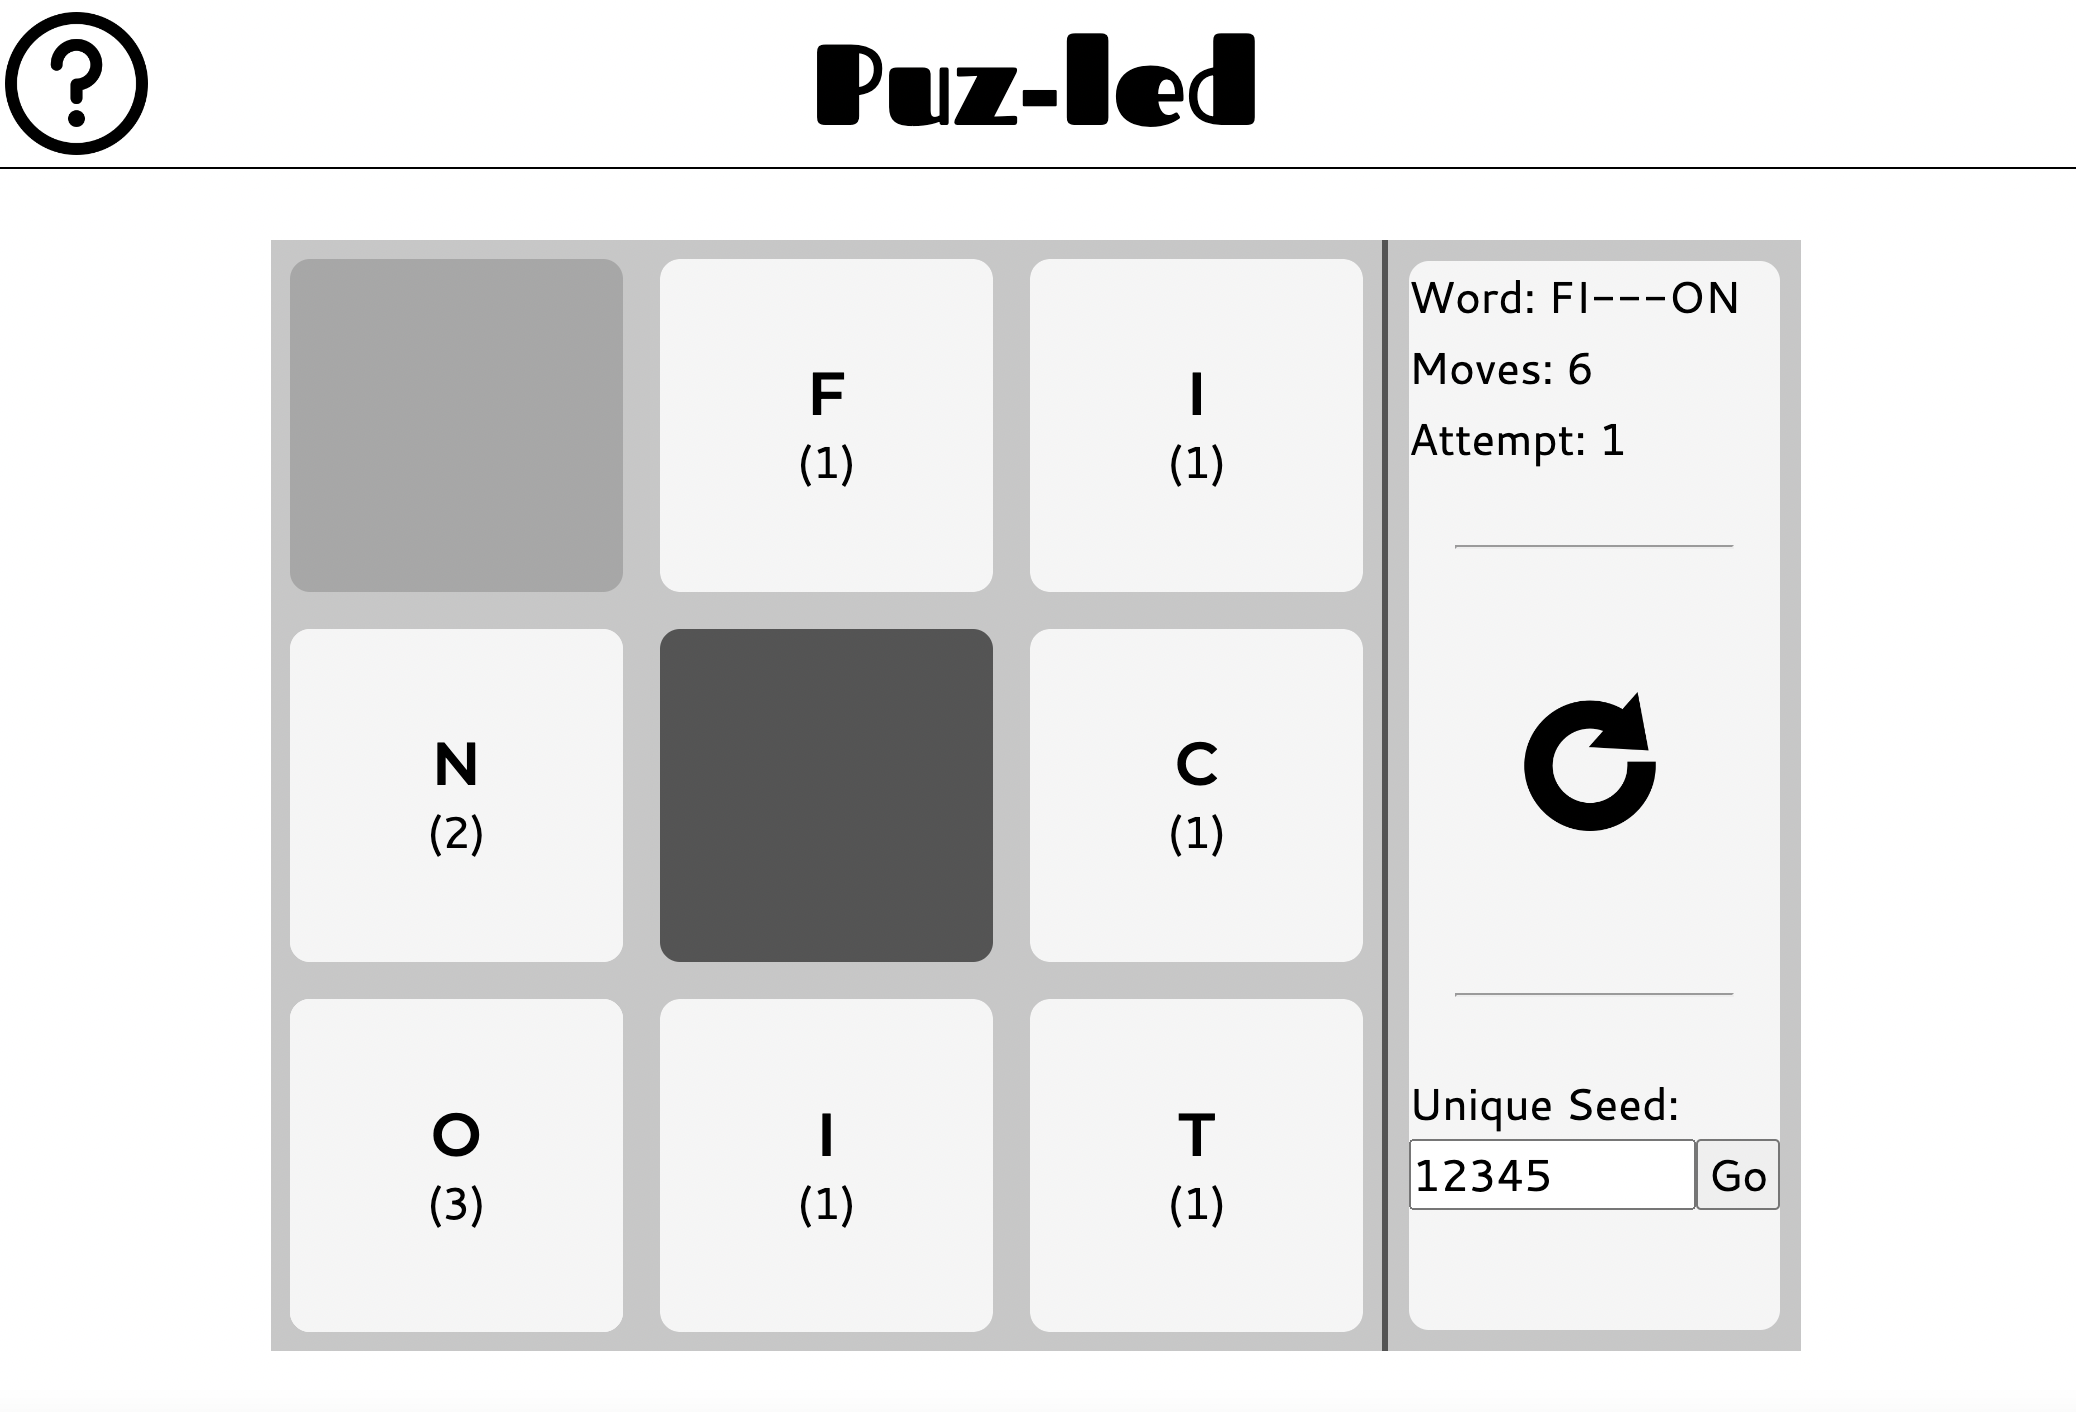 ?
Puz-led
F
(1)
I
(1)
N
(2)
C
(1)
O
(3)
I
(1)
T
(1)
Word: FI---ON
Moves: 6
Attempt: 1
Unique Seed:
12345 Go